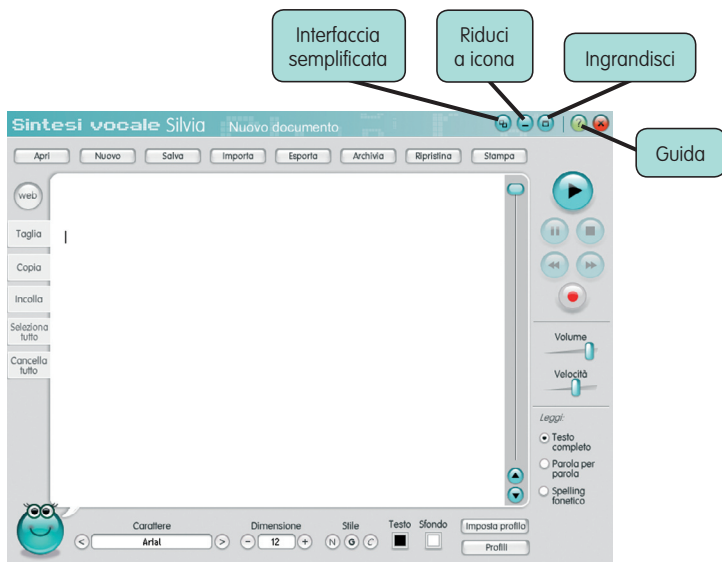 Interfaccia
semplificata
Riduci
a icona
Ingrandisci
Sintesi vocale Silvia Nuovo documento
?
Guida
Apri Nuovo Salva Importa Esporta Archivia Ripristina Stampa
web
Taglia
Copia
Incolla
Seleziona
tutto
Cancella
tutto
Volume
Velocità
Leggi:
Testo
completo
Parola per
parola
Spelling
fonetico
Carattere Dimensione Stile Testo Sfondo Imposta profilo
< Arial > - 12 + N G C Profili